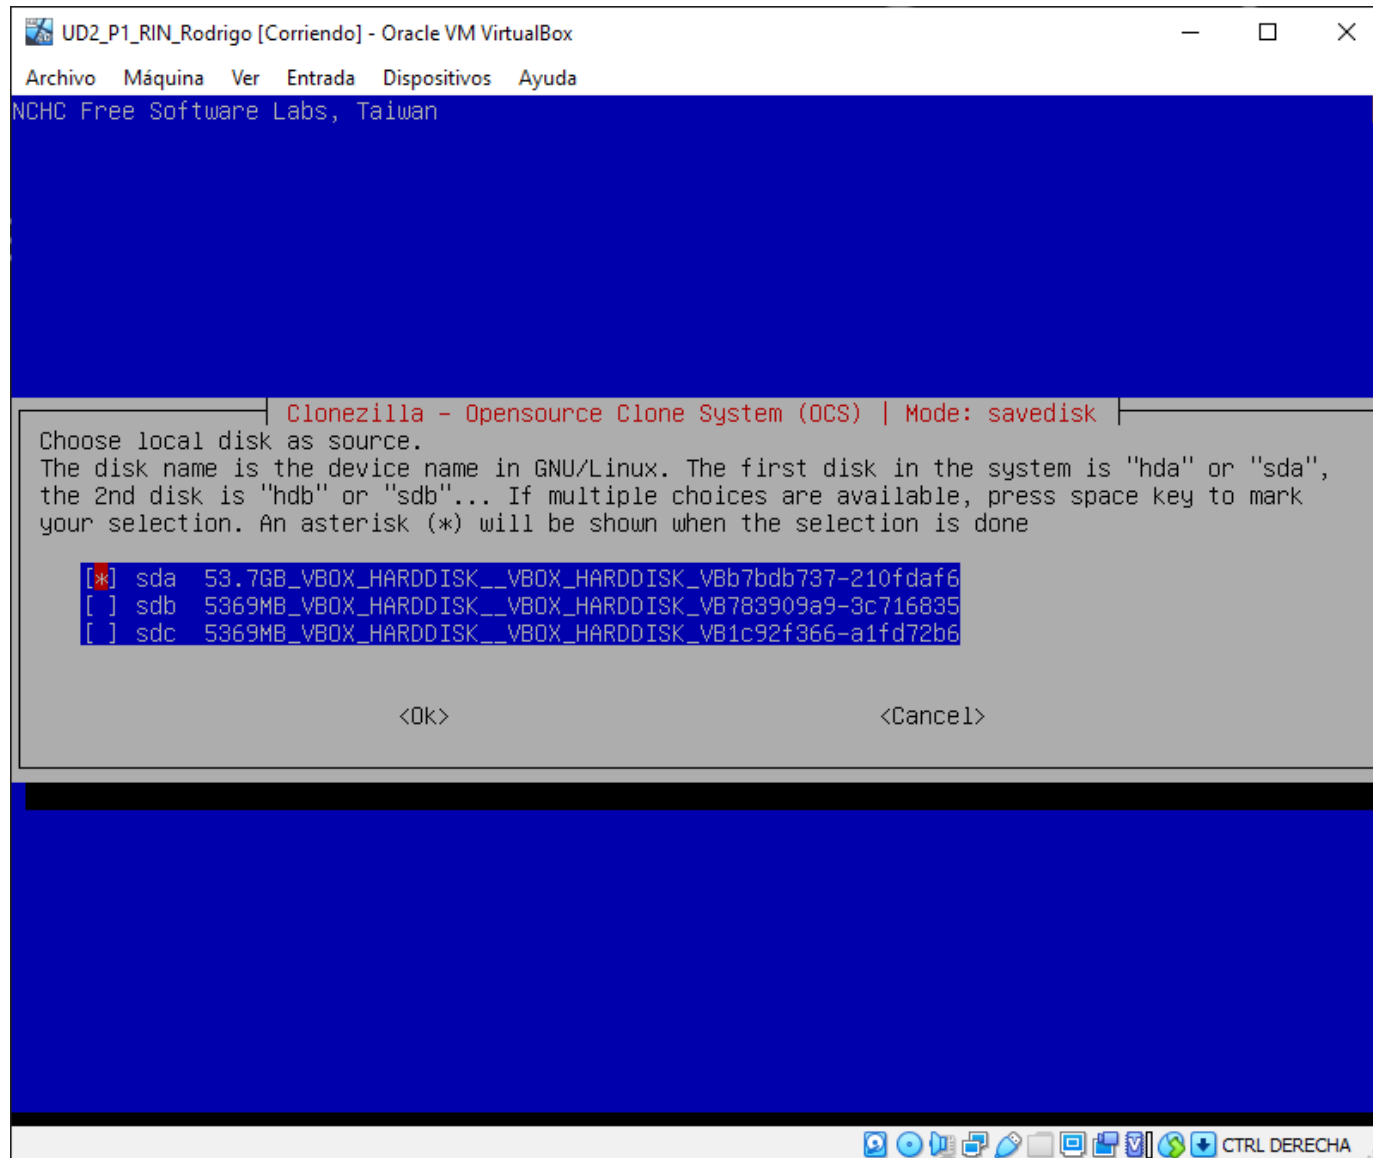 UD2_P1_RIN_Rodrigo [Corriendo] - Oracle VM VirtualBox
Archivo Máquina Ver Entrada Dispositivos Ayuda
NCHC Free Software Labs, Taiwan
Clonezilla - Opensource Clone System (OCS) | Mode: savedisk
Choose local disk as source.
The disk name is the device name in GNU/Linux. The first disk in the system is "hda" or "sda",
the 2nd disk is "hdb" or "sdb"... If multiple choices are available, press space key to mark
your selection. An asterisk (*) will be shown when the selection is done
[*] sda 53.7GB_VBOX_HARDDISK__VBOX_HARDDISK_VBb7bdb737-210fdaf6
[ ] sdb 5369MB_VBOX_HARDDISK__VBOX_HARDDISK_VB783909a9-3c716835
[ ] sdc 5369MB_VBOX_HARDDISK__VBOX_HARDDISK_VB1c92f366-a1fd72b6
<Ok> <Cancel>
CTRL DERECHA